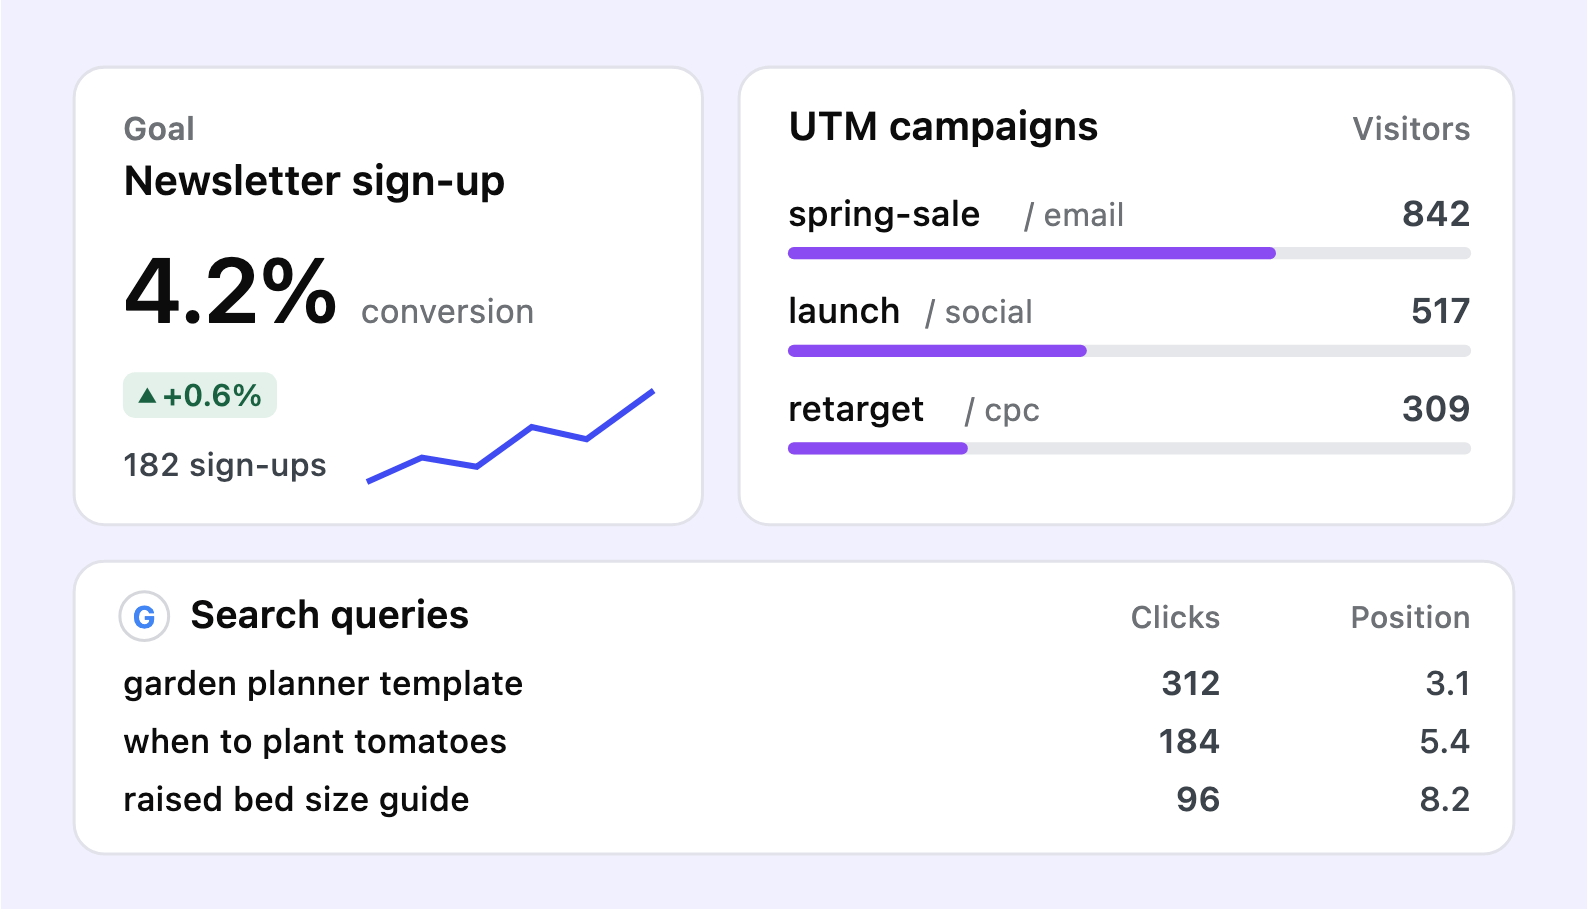 Goal
Newsletter sign-up
4.2% conversion
▲+0.6%
182 sign-ups
UTM campaigns Visitors
spring-sale / email 842
launch / social 517
retarget / cpc 309
G Search queries Clicks Position
garden planner template 312 3.1
when to plant tomatoes 184 5.4
raised bed size guide 96 8.2